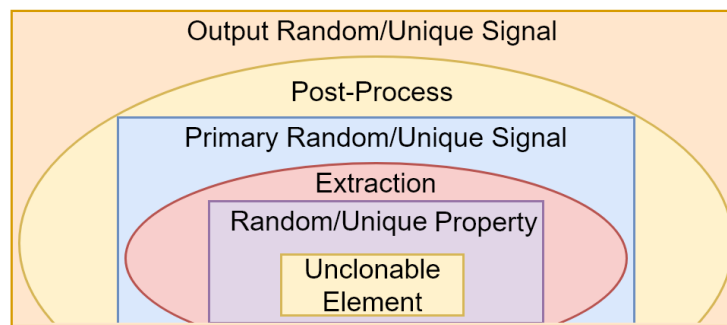 Output Random/Unique Signal
Post-Process
Primary Random/Unique Signal
Extraction
Random/Unique Property
Unclonable
Element